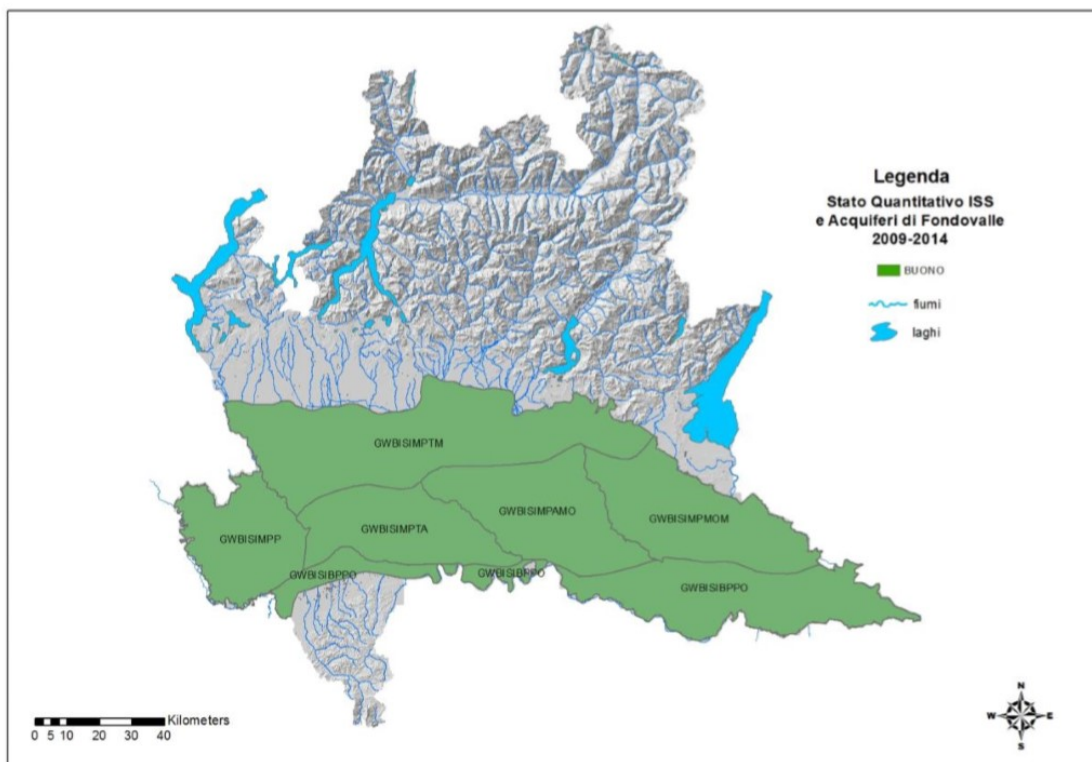 Legenda
Stato Quantitativo ISS
e Acquiferi di Fondovalle
2009-2014
BUONO
fiumi
laghi
GWBISIMPTM
GWBISIMPAMO
GWBISIMPMOM
GWBISIMPTA
GWBISIMPP
GWBISIBPPO
GWBISIBPPO
GWBISIBPPO
Kilometers
0 5 10 20 30 40
N
W E
S